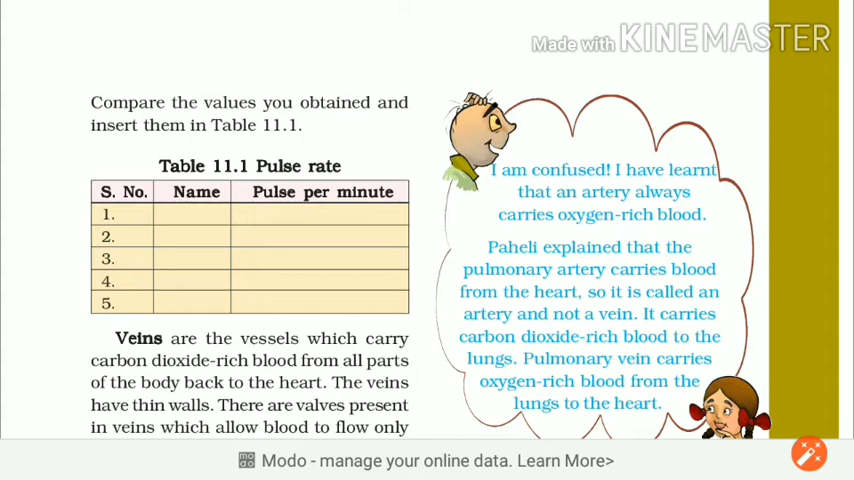 Made with KINEMASTER
Compare the values you obtained and
insert them in Table 11.1.
Table 11.1 Pulse rate
S. No. Name Pulse per minute
1.
2.
3.
4.
5.
Veins are the vessels which carry
carbon dioxide-rich blood from all parts
of the body back to the heart. The veins
have thin walls. There are valves present
in veins which allow blood to flow only
I am confused! I have learnt
that an artery always
carries oxygen-rich blood.
Paheli explained that the
pulmonary artery carries blood
from the heart, so it is called an
artery and not a vein. It carries
carbon dioxide-rich blood to the
lungs. Pulmonary vein carries
oxygen-rich blood from the
lungs to the heart.
modo Modo - manage your online data. Learn More>